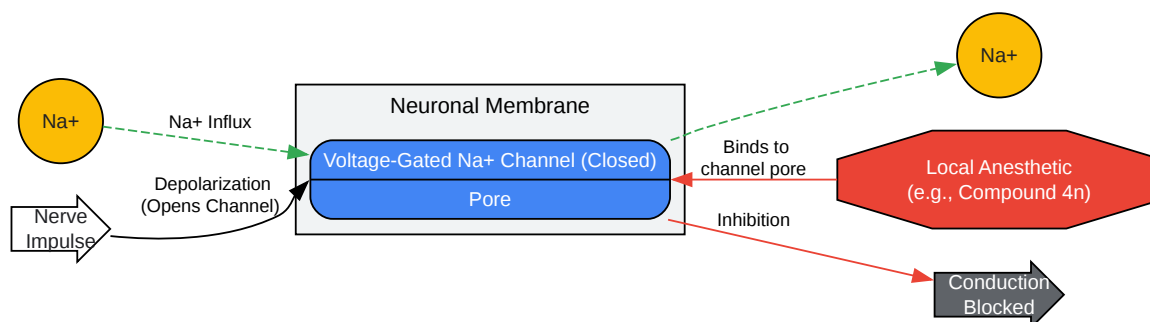 Na+
Na+ Influx
Nerve
Impulse
Depolarization
(Opens Channel)
Neuronal Membrane
Voltage-Gated Na+ Channel (Closed)
Pore
Na+
Binds to
channel pore
Local Anesthetic
(e.g., Compound 4n)
Inhibition
Conduction
Blocked